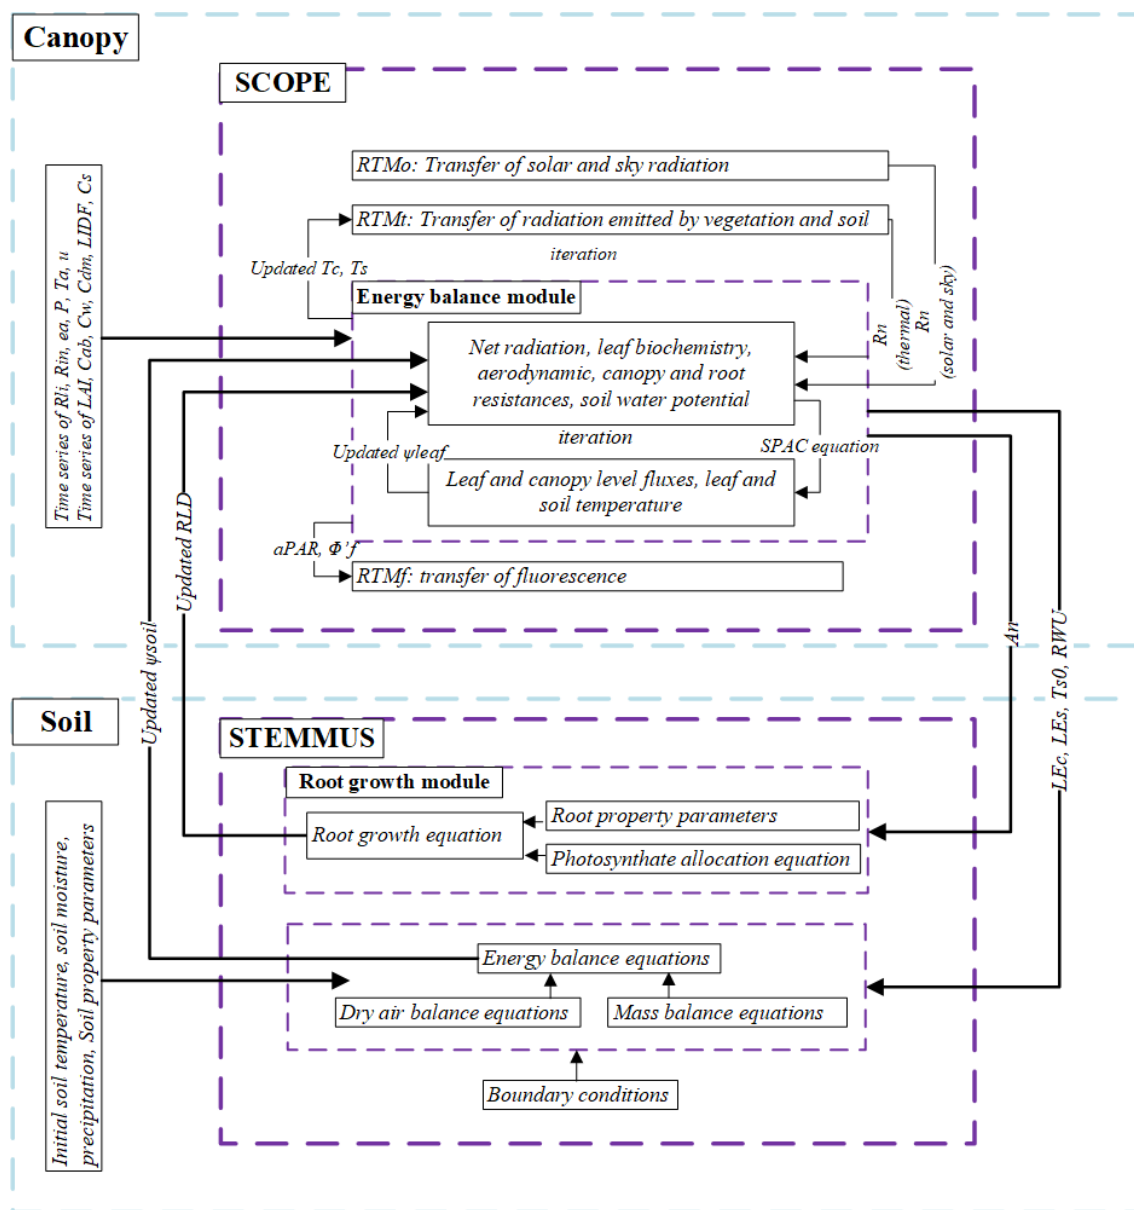 Canopy
SCOPE
RTMo: Transfer of solar and sky radiation
RTMt: Transfer of radiation emitted by vegetation and soil
iteration
Updated Tc, Ts
Energy balance module
Net radiation, leaf biochemistry,
aerodynamic, canopy and root
resistances, soil water potential
iteration
Updated ψleaf
SPAC equation
Leaf and canopy level fluxes, leaf and
soil temperature
aPAR, Φ'f
RTMf: transfer of fluorescence
Rn
(thermal)
Rn
(solar and sky)
Time series of Rli, Rin, ea, P, Ta, u
Time series of LAI, Cab, Cw, Cdm, LIDF, Cs
Updated RLD
Updated ψsoil
An
LEc, LEs, Ts0, RWU
Soil
STEMMUS
Root growth module
Root growth equation
Root property parameters
Photosynthate allocation equation
Energy balance equations
Dry air balance equations
Mass balance equations
Boundary conditions
Initial soil temperature, soil moisture,
precipitation, Soil property parameters